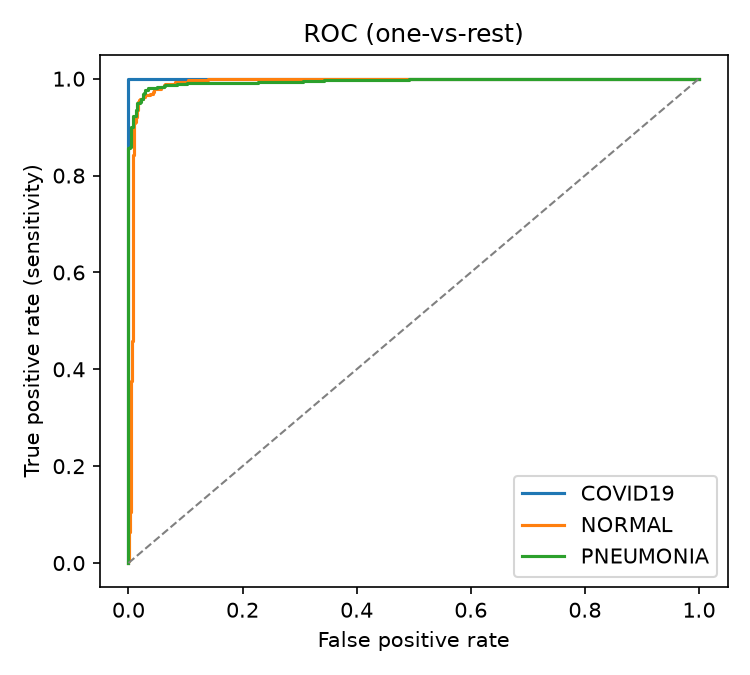 ROC (one-vs-rest)
True positive rate (sensitivity)
1.0
0.8
0.6
0.4
0.2
0.0
0.0 0.2 0.4 0.6 0.8 1.0
False positive rate
COVID19
NORMAL
PNEUMONIA